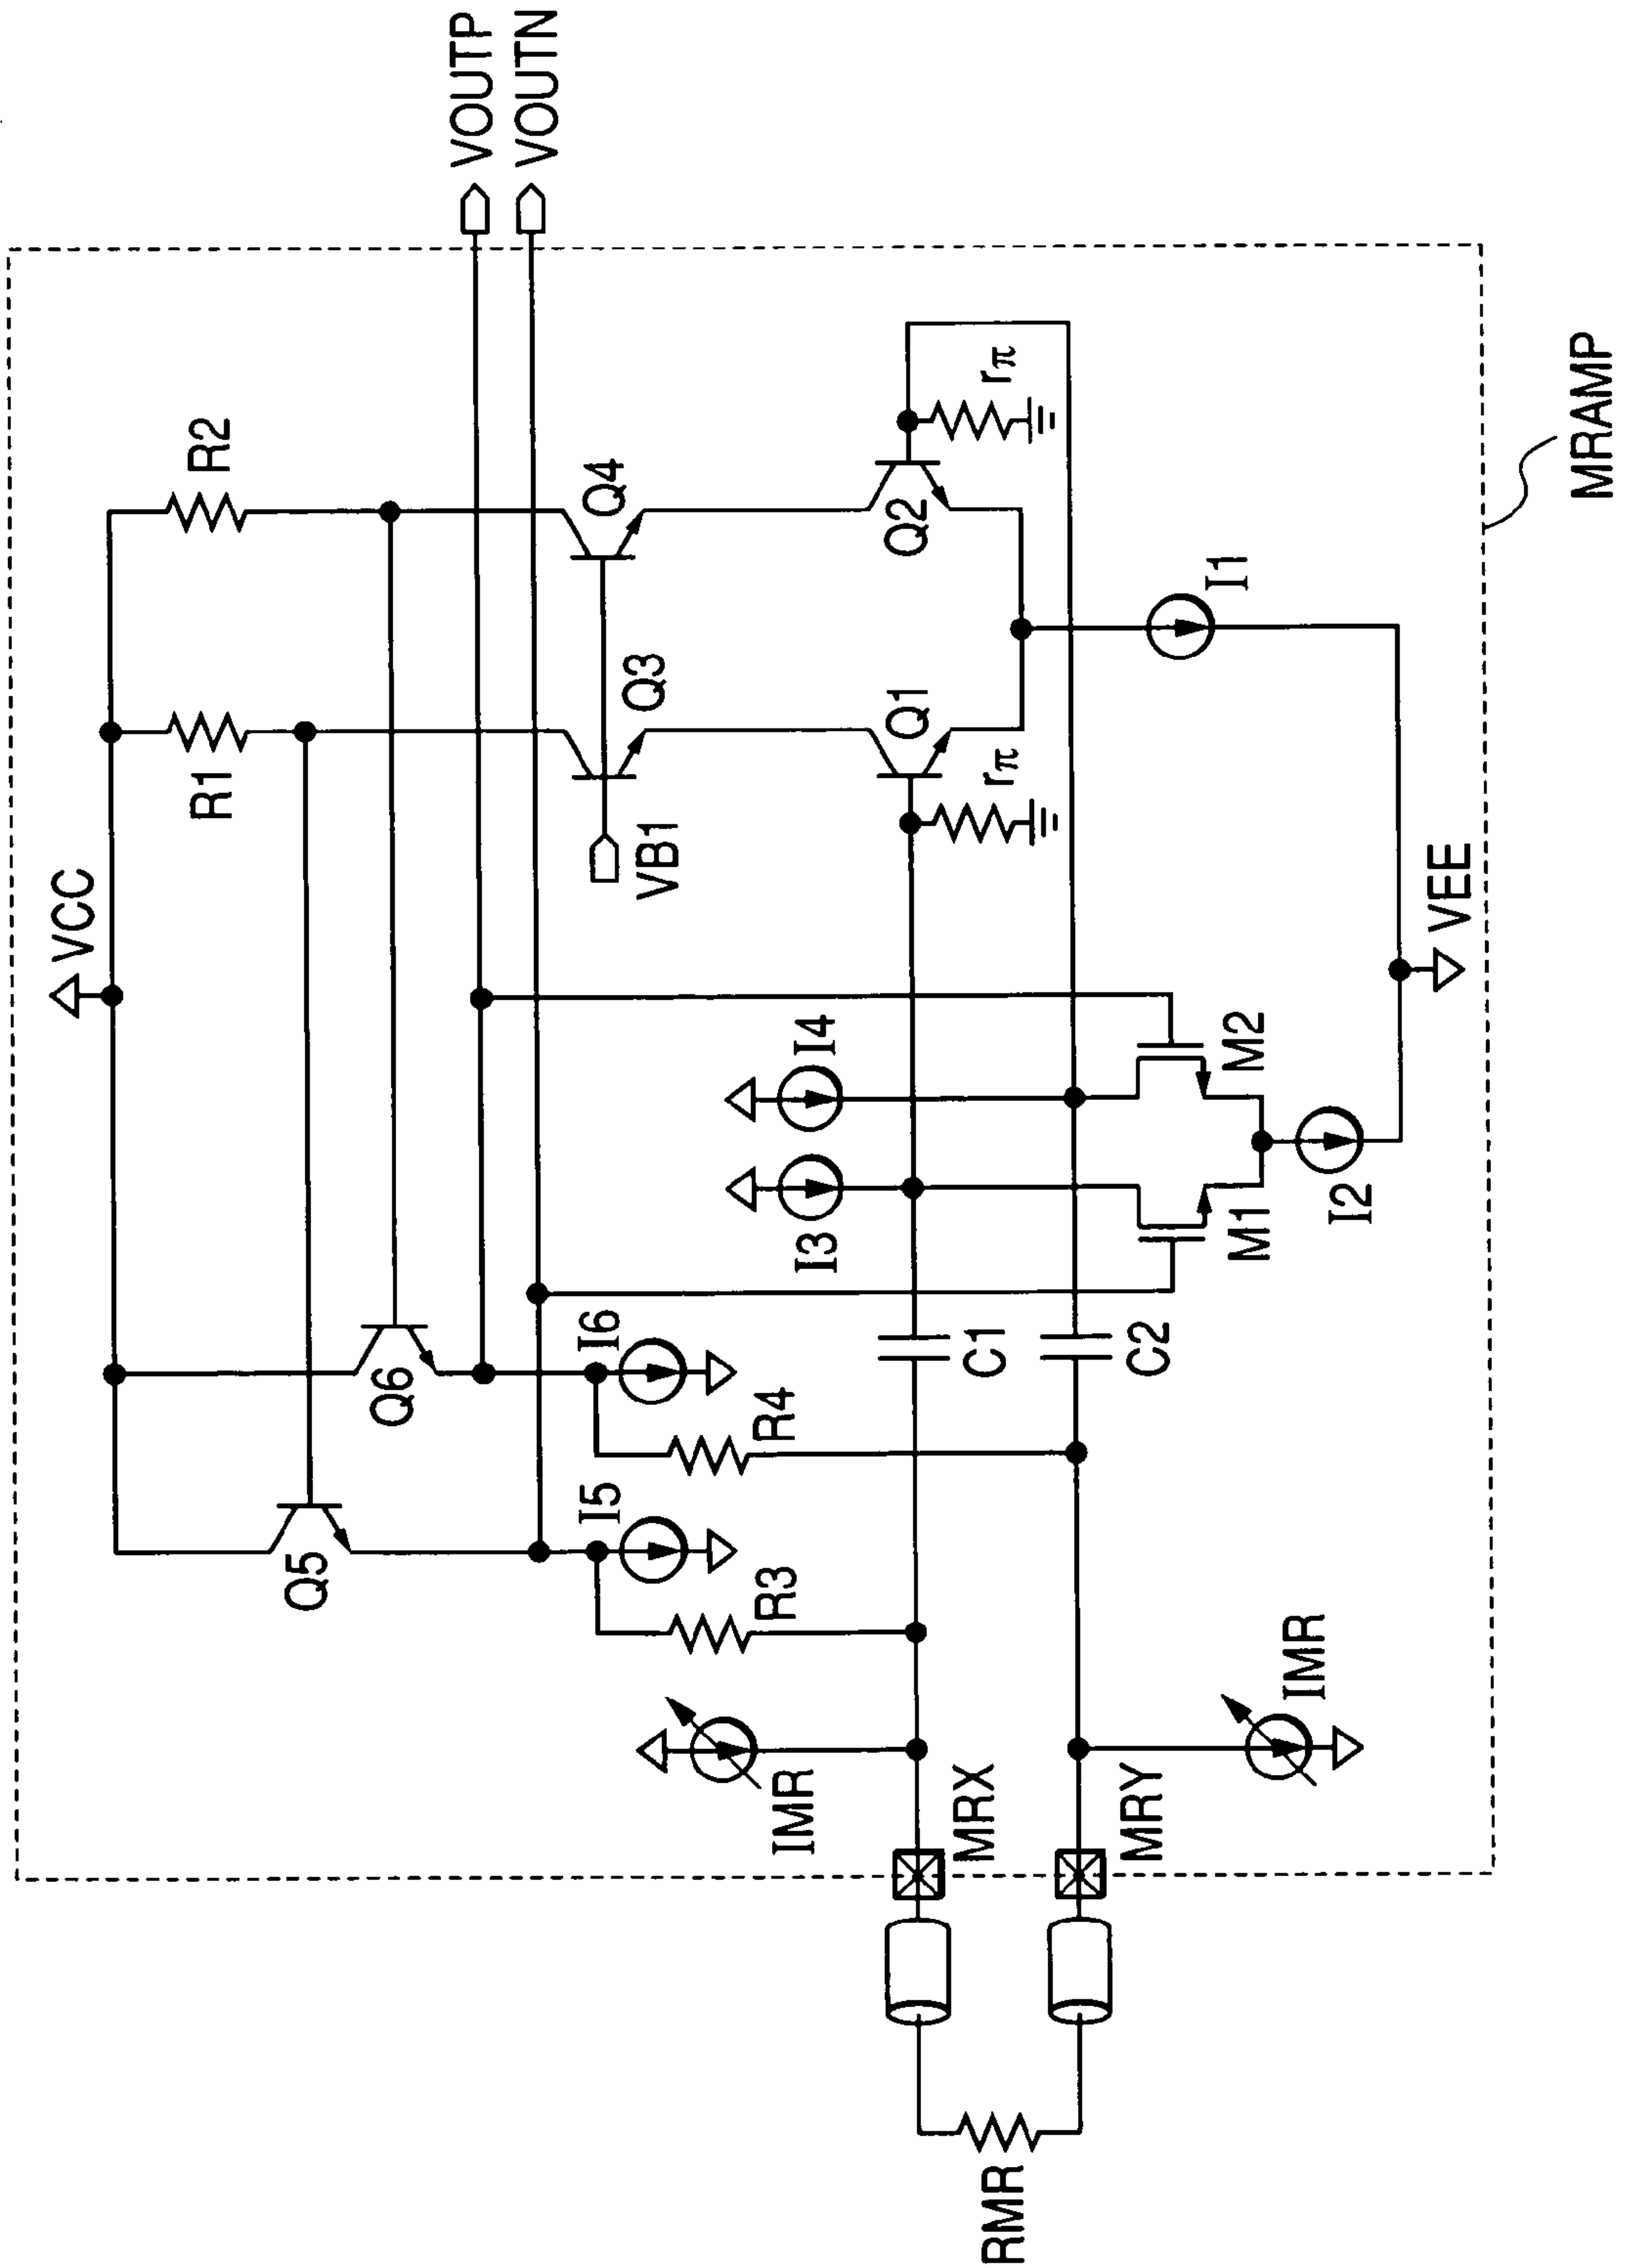 VOUTP
VOUTN
VCC
R1
R2
Q5
Q6
Q3
Q4
VB1
I5
I6
R3
R4
I3
I4
Q1
Q2
rπ
rπ
IMR
C1
C2
MRX
MRY
IMR
M1
M2
I1
I2
VEE
RMR
MRAMP